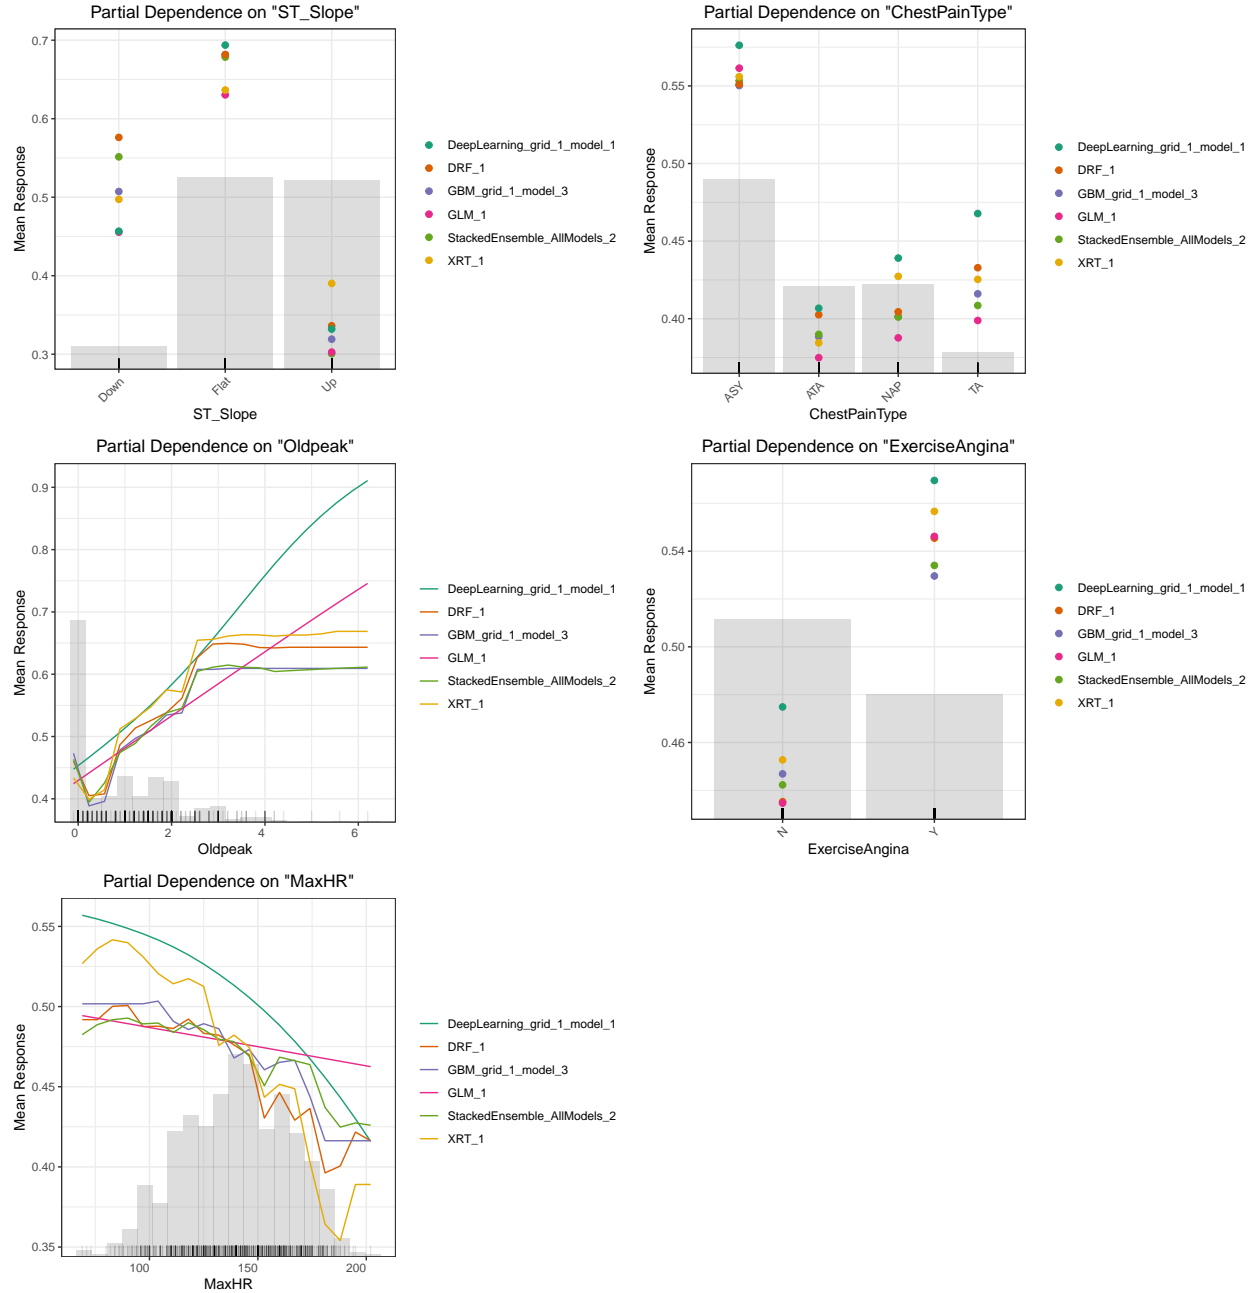 Partial Dependence on "ST_Slope"
Mean Response
0.7
0.6
0.5
0.4
0.3
Down
Flat
Up
ST_Slope
DeepLearning_grid_1_model_1
DRF_1
GBM_grid_1_model_3
GLM_1
StackedEnsemble_AllModels_2
XRT_1
Partial Dependence on "ChestPainType"
Mean Response
0.55
0.50
0.45
0.40
ASY
ATA
NAP
TA
ChestPainType
DeepLearning_grid_1_model_1
DRF_1
GBM_grid_1_model_3
GLM_1
StackedEnsemble_AllModels_2
XRT_1
Partial Dependence on "Oldpeak"
Mean Response
0.9
0.8
0.7
0.6
0.5
0.4
0
2
4
6
Oldpeak
DeepLearning_grid_1_model_1
DRF_1
GBM_grid_1_model_3
GLM_1
StackedEnsemble_AllModels_2
XRT_1
Partial Dependence on "ExerciseAngina"
Mean Response
0.54
0.50
0.46
N
Y
ExerciseAngina
DeepLearning_grid_1_model_1
DRF_1
GBM_grid_1_model_3
GLM_1
StackedEnsemble_AllModels_2
XRT_1
Partial Dependence on "MaxHR"
Mean Response
0.55
0.50
0.45
0.40
0.35
100
150
200
MaxHR
DeepLearning_grid_1_model_1
DRF_1
GBM_grid_1_model_3
GLM_1
StackedEnsemble_AllModels_2
XRT_1